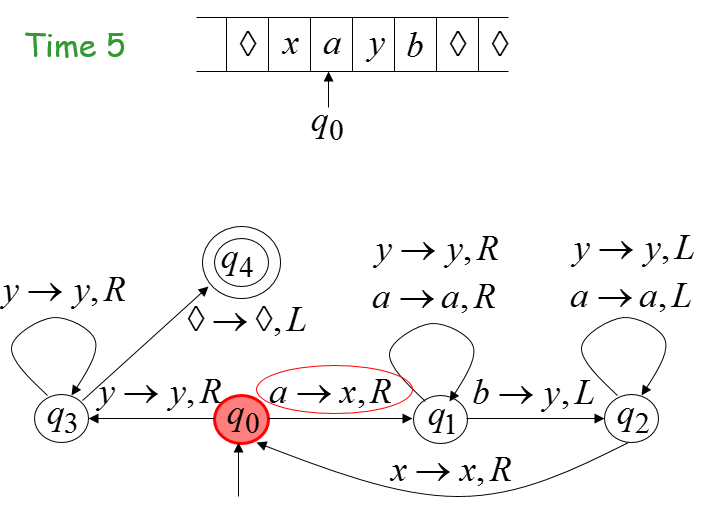 Time 5
◊ x a y b ◊ ◊
q₀
y → y, R
y → y, L
q₄
y → y, R
a → a, R
a → a, L
◊ → ◊, L
y → y, R
a → x, R
b → y, L
q₃
q₀
q₁
q₂
x → x, R